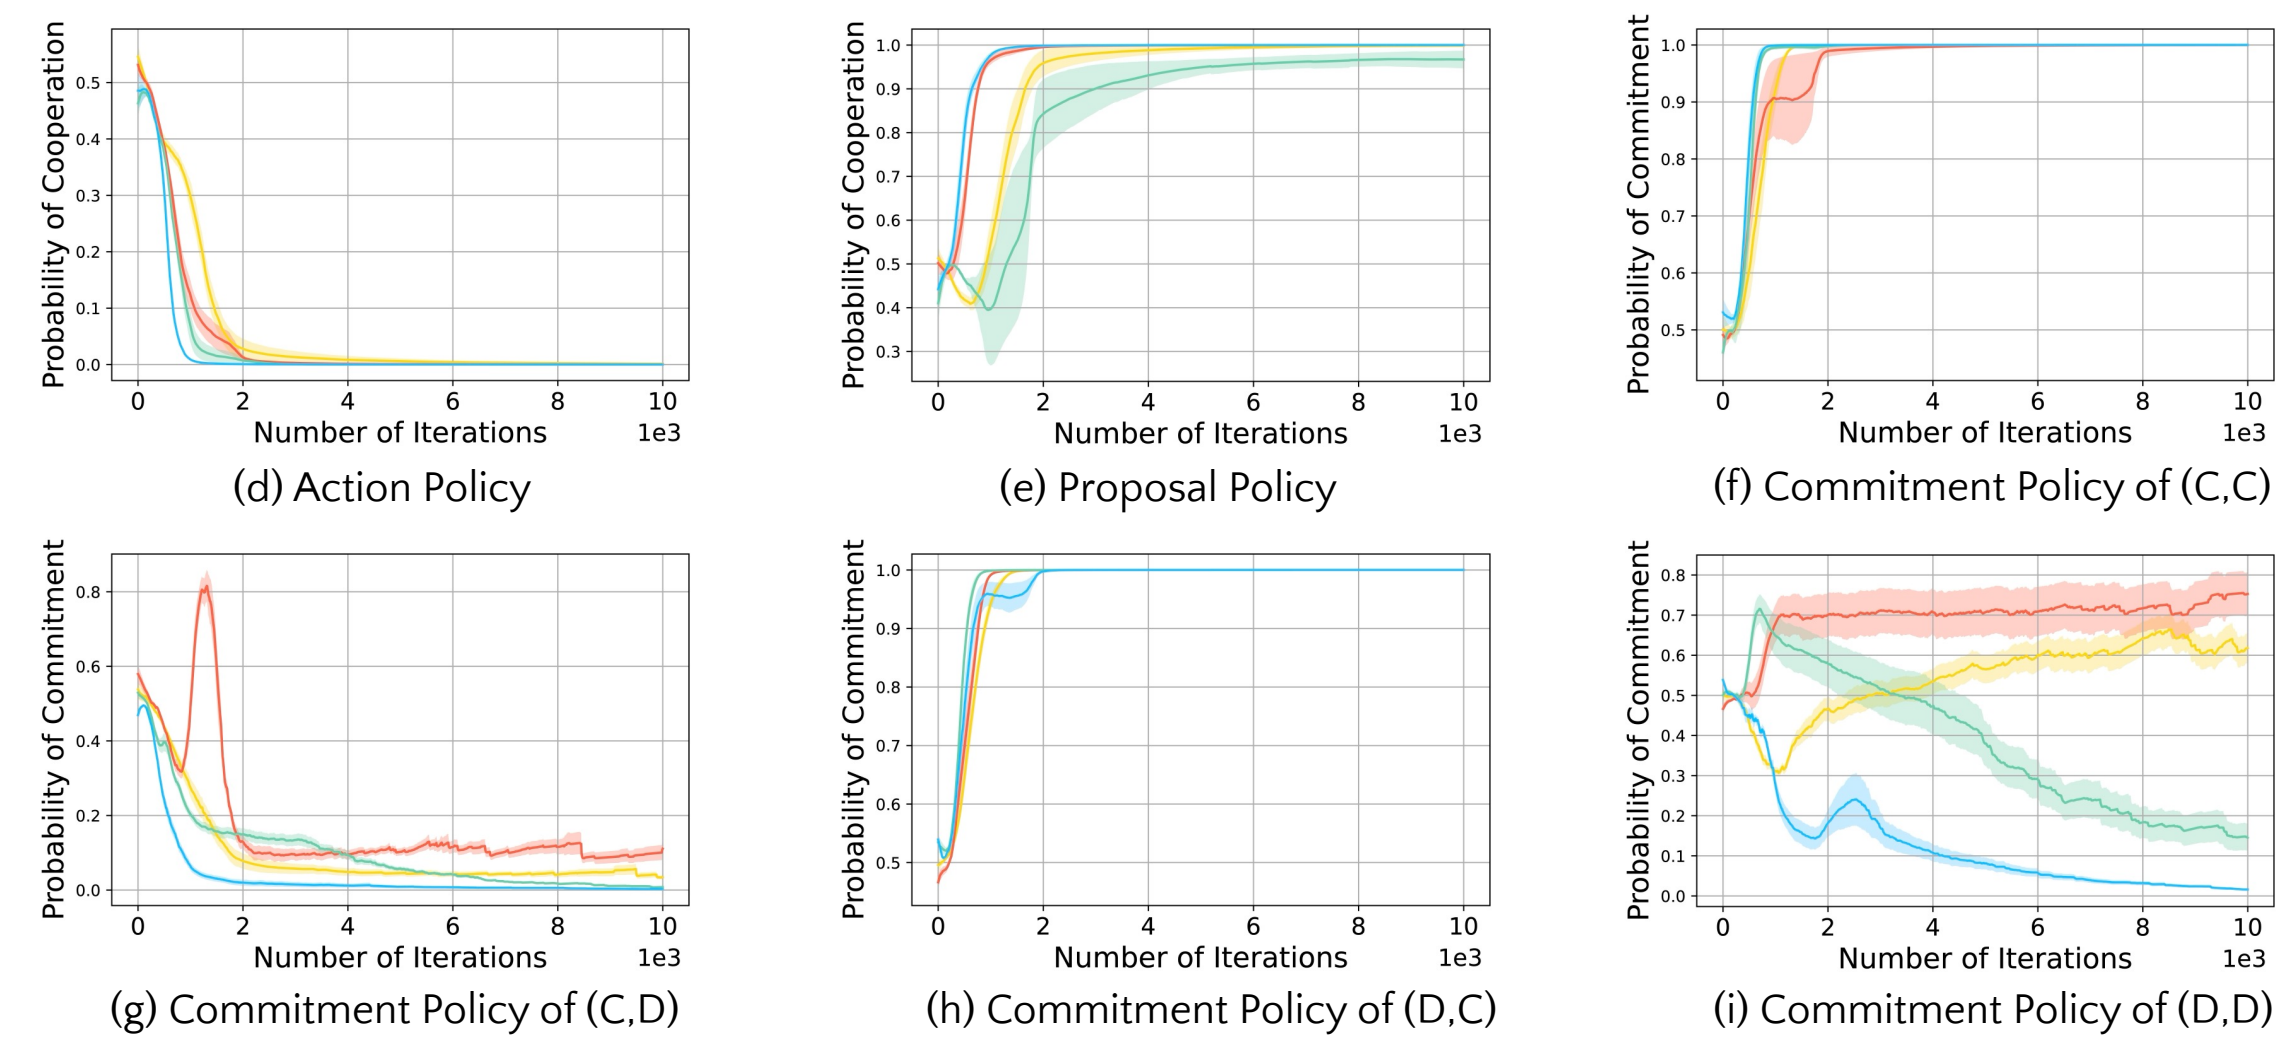 Probability of Cooperation
0.5
0.4
0.3
0.2
0.1
0.0
0 2 4 6 8 10
Number of Iterations 1e3
(d) Action Policy
Probability of Cooperation
1.0
0.9
0.8
0.7
0.6
0.5
0.4
0.3
0 2 4 6 8 10
Number of Iterations 1e3
(e) Proposal Policy
Probability of Commitment
1.0
0.9
0.8
0.7
0.6
0.5
0 2 4 6 8 10
Number of Iterations 1e3
(f) Commitment Policy of (C,C)
Probability of Commitment
0.8
0.6
0.4
0.2
0.0
0 2 4 6 8 10
Number of Iterations 1e3
(g) Commitment Policy of (C,D)
Probability of Commitment
1.0
0.9
0.8
0.7
0.6
0.5
0 2 4 6 8 10
Number of Iterations 1e3
(h) Commitment Policy of (D,C)
Probability of Commitment
0.8
0.7
0.6
0.5
0.4
0.3
0.2
0.1
0.0
0 2 4 6 8 10
Number of Iterations 1e3
(i) Commitment Policy of (D,D)